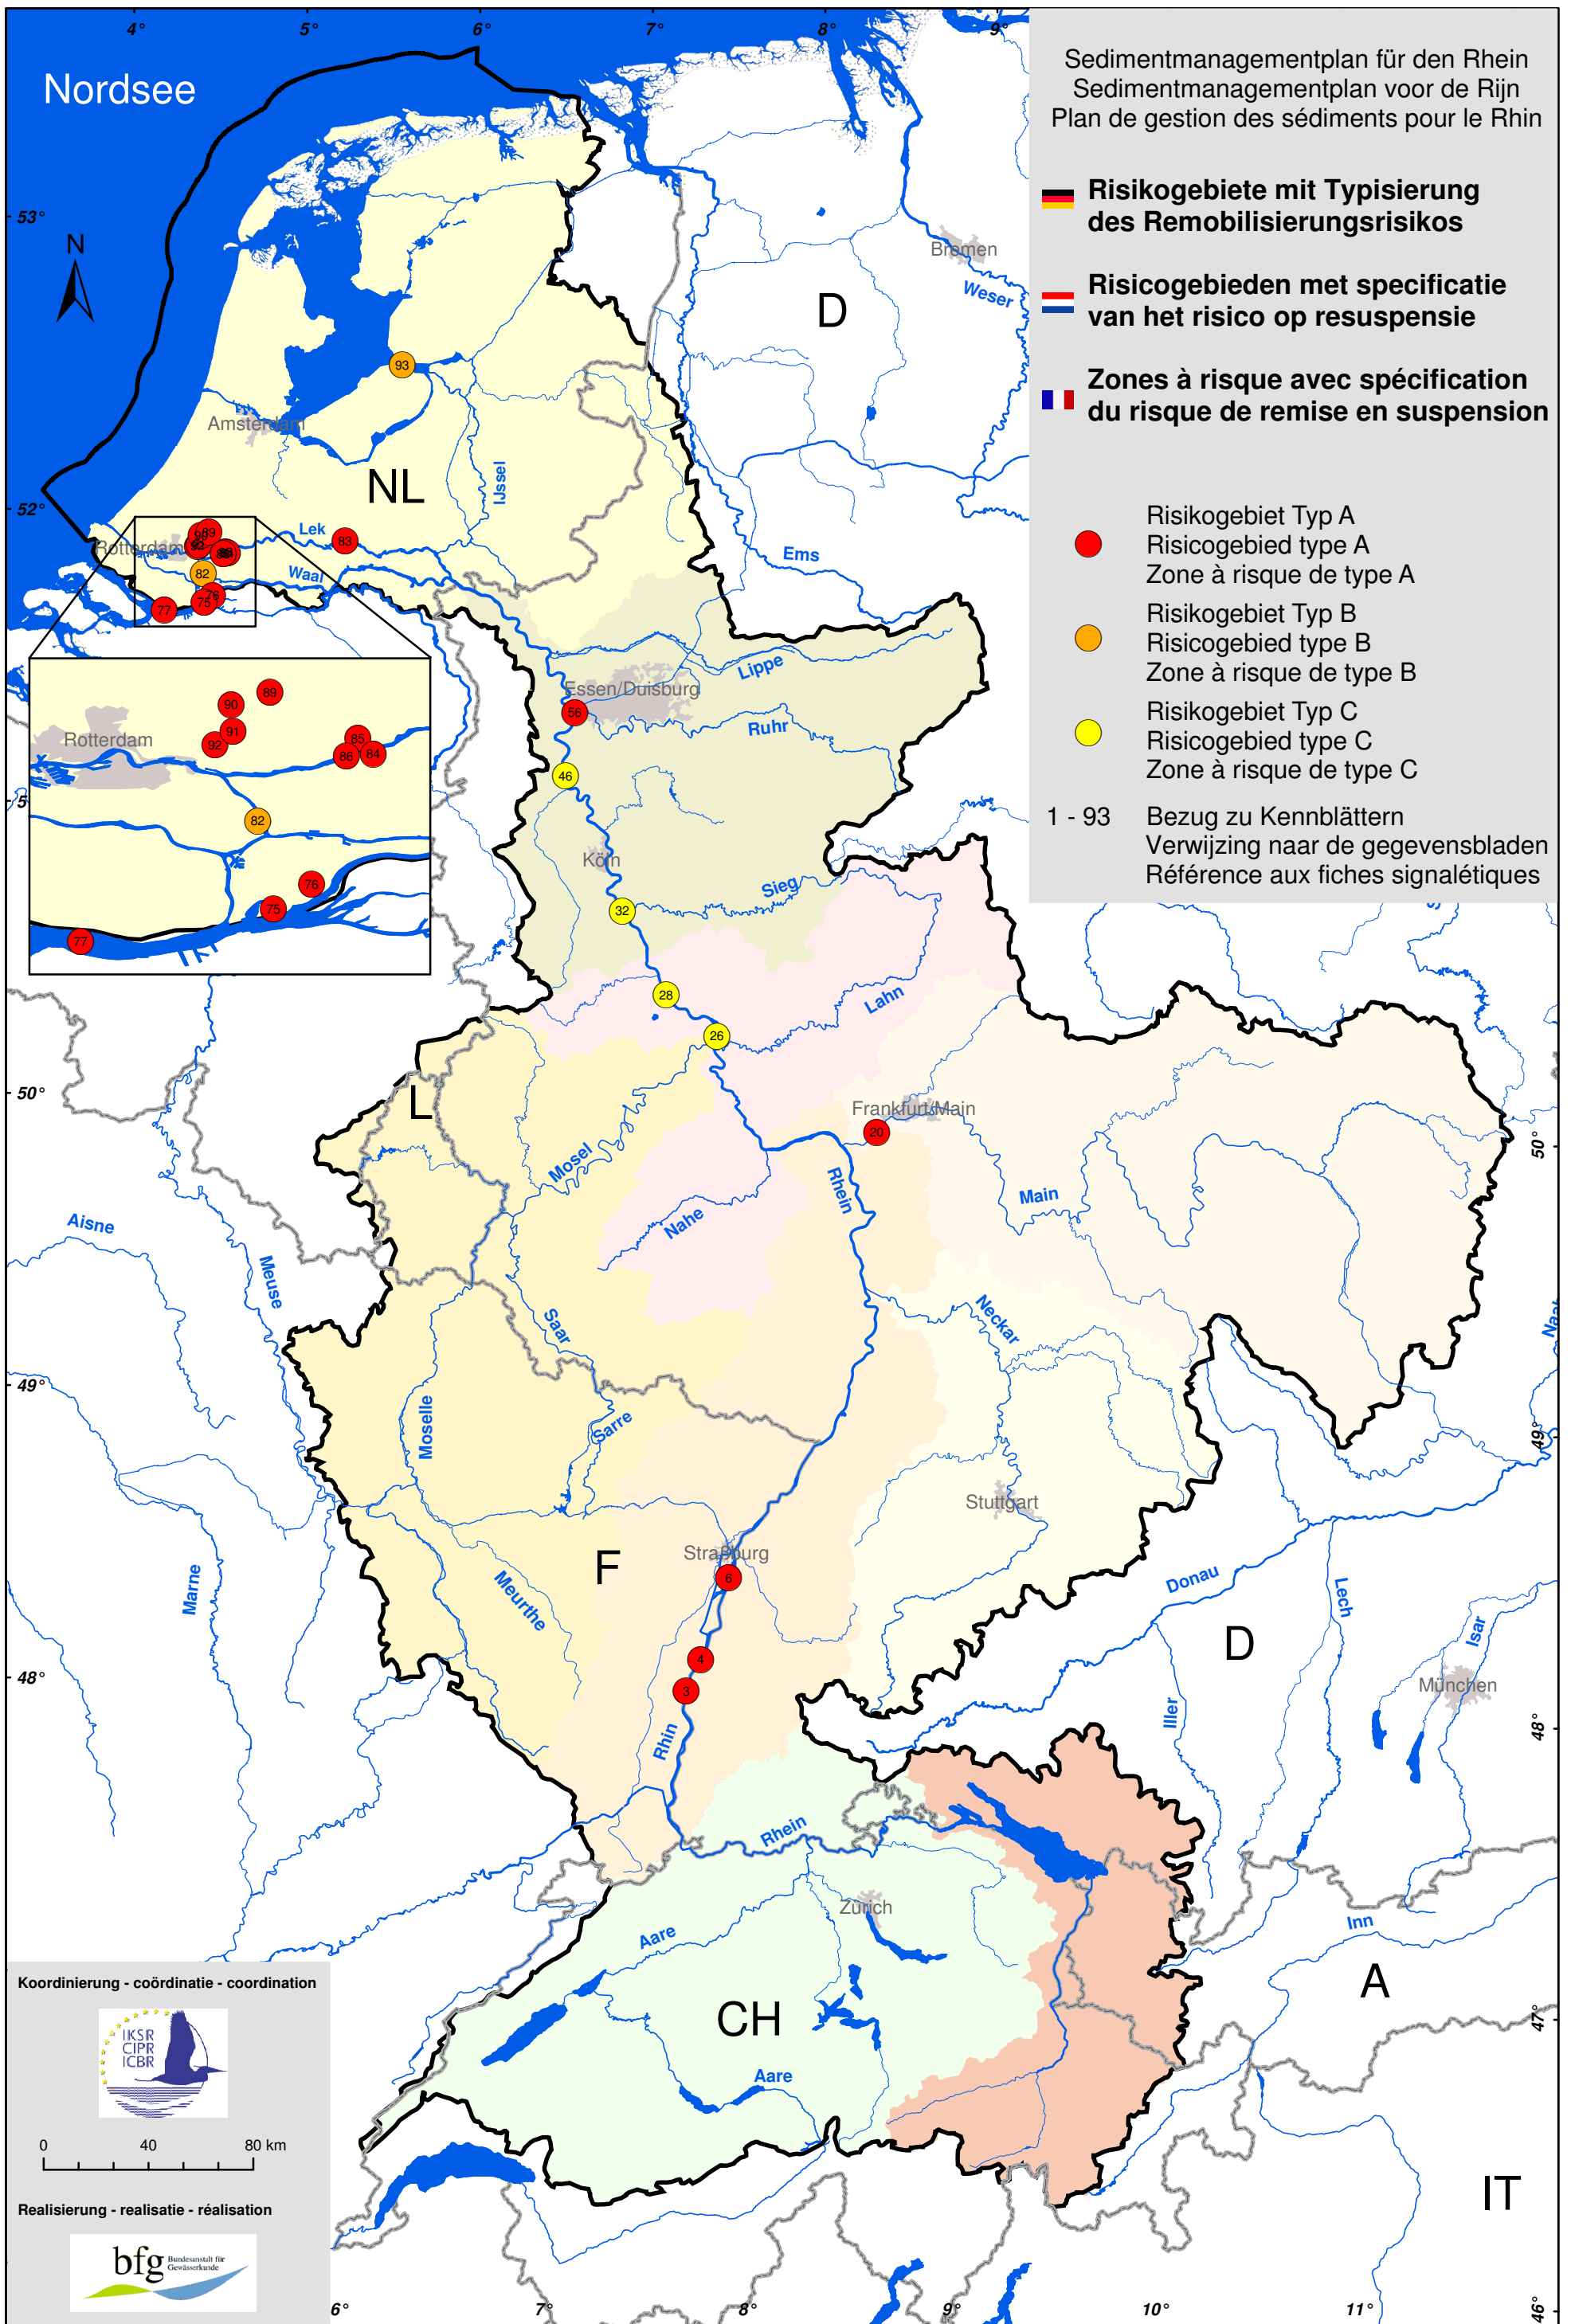 4°
5°
6°
7°
8°
9°
Nordsee
Sedimentmanagementplan für den Rhein
Sedimentmanagementplan voor de Rijn
Plan de gestion des sédiments pour le Rhin
Risikogebiete mit Typisierung
des Remobilisierungsrisikos
Risicogebieden met specificatie
van het risico op resuspensie
Zones à risque avec spécification
du risque de remise en suspension
Risikogebiet Typ A
Risicogebied type A
Zone à risque de type A
Risikogebiet Typ B
Risicogebied type B
Zone à risque de type B
Risikogebiet Typ C
Risicogebied type C
Zone à risque de type C
1 - 93
Bezug zu Kennblättern
Verwijzing naar de gegevensbladen
Référence aux fiches signalétiques
53°
N
Bremen
Weser
D
93
Amsterdam
NL
IJssel
52°
Lek
83
89
Rotterdam
Waal
82
76
75
77
Ems
Lippe
Essen/Duisburg
56
Ruhr
46
Köln
Sieg
32
28
Lahn
26
89
90
91
92
Rotterdam
85
86
84
82
76
75
77
50°
L
Frankfurt/Main
20
Mosel
Rhein
Main
50°
Nahe
Aisne
Meuse
Saar
Neckar
49°
Moselle
Sarre
49°
Stuttgart
Straßburg
F
6
Marne
Meurthe
Donau
Lech
Isar
D
48°
4
3
München
Iller
48°
Rhin
Rhein
Zürich
Aare
Inn
A
CH
47°
Aare
IT
Koordinierung - coördinatie - coordination
IKSR
CIPR
ICBR
0
40
80 km
Realisierung - realisatie - réalisation
bfg
Bundesanstalt für
Gewässerkunde
6°
7°
8°
9°
10°
11°
46°